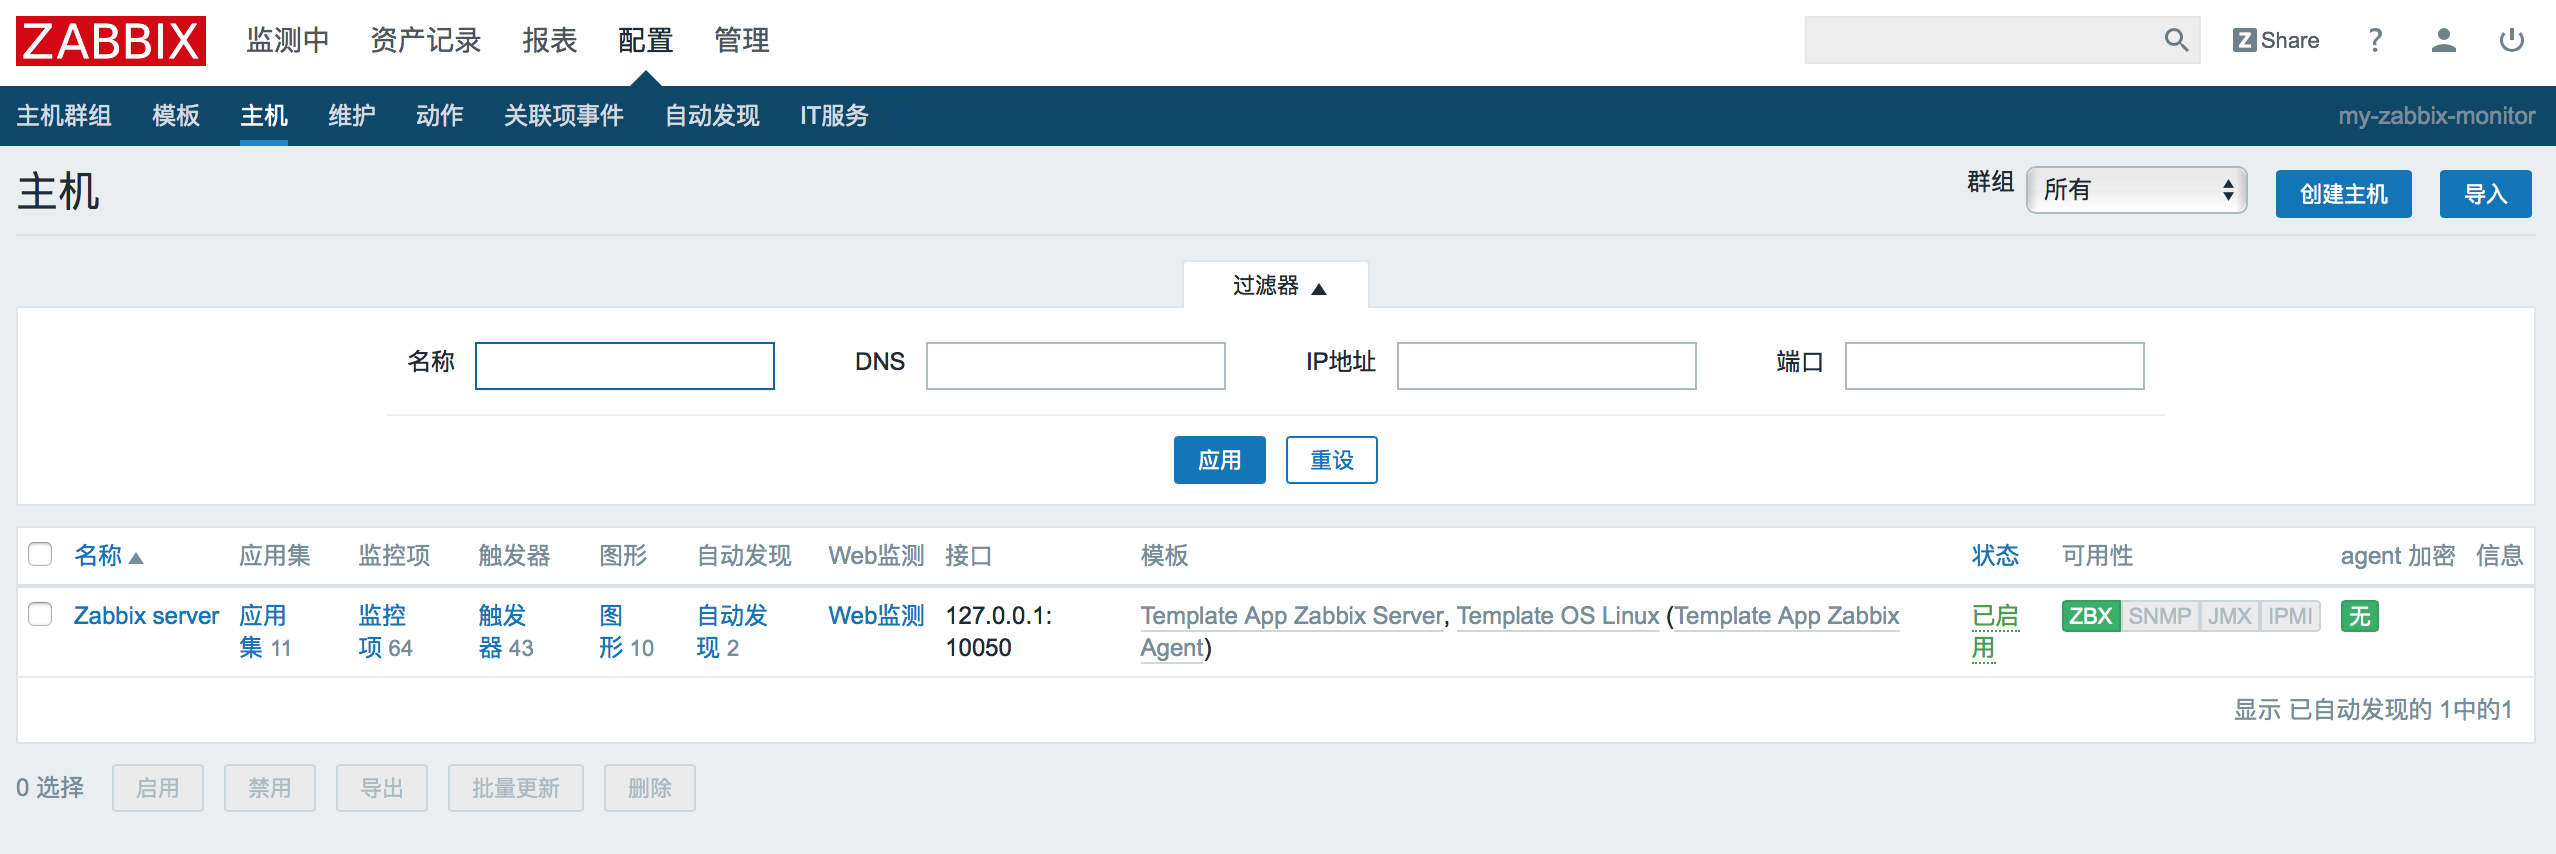 ZABBIX 监测中 资产记录 报表 配置 管理 Z Share ?
主机群组 模板 主机 维护 动作 关联项事件 自动发现 IT服务 my-zabbix-monitor
主机 群组 所有 创建主机 导入
过滤器 ▲
名称 DNS IP地址 端口
应用 重设
名称 ▲ 应用集 监控项 触发器 图形 自动发现 Web监测 接口 模板 状态 可用性 agent 加密 信息
Zabbix server 应用 监控 触发 图 自动发 Web监测 127.0.0.1: Template App Zabbix Server, Template OS Linux (Template App Zabbix 已启 ZBX SNMP JMX IPMI 无
集 11 项 64 器 43 形 10 现 2 10050 Agent) 用
显示 已自动发现的 1中的1
0 选择 启用 禁用 导出 批量更新 删除